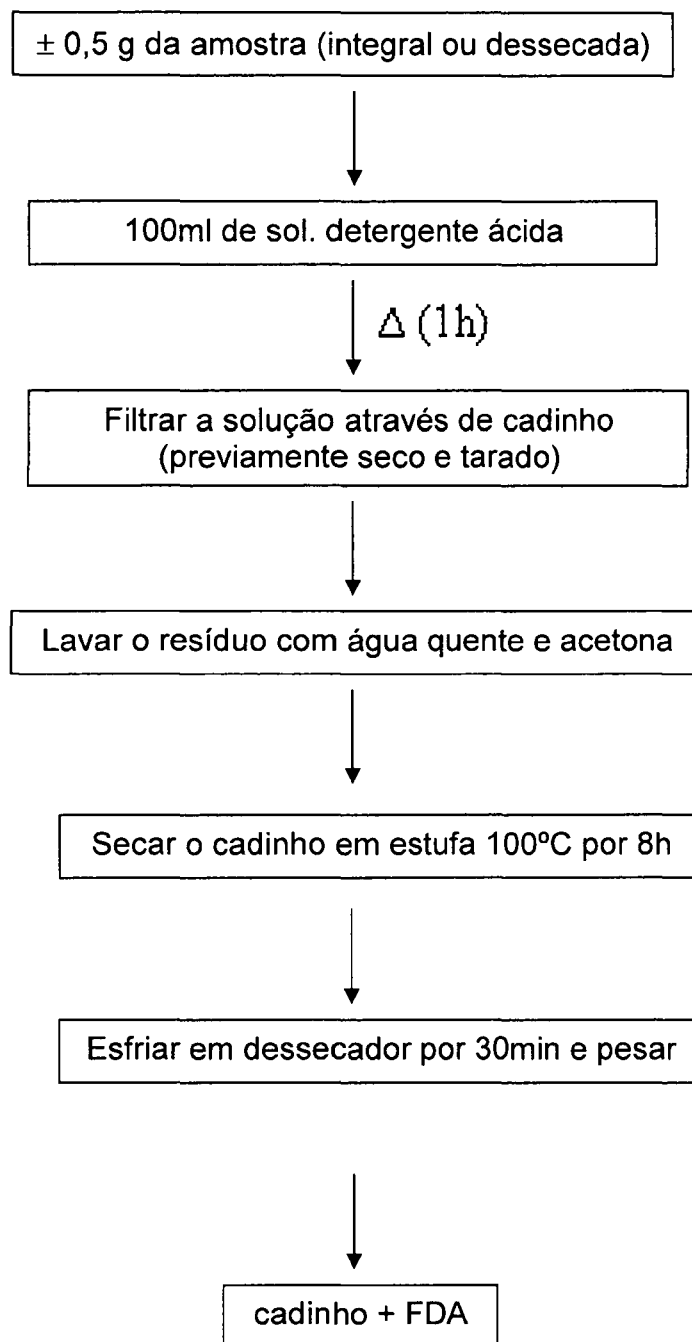 ± 0,5 g da amostra (integral ou dessecada)
100ml de sol. detergente ácida
Δ (1h)
Filtrar a solução através de cadinho
(previamente seco e tarado)
Lavar o resíduo com água quente e acetona
Secar o cadinho em estufa 100ºC por 8h
Esfriar em dessecador por 30min e pesar
cadinho + FDA